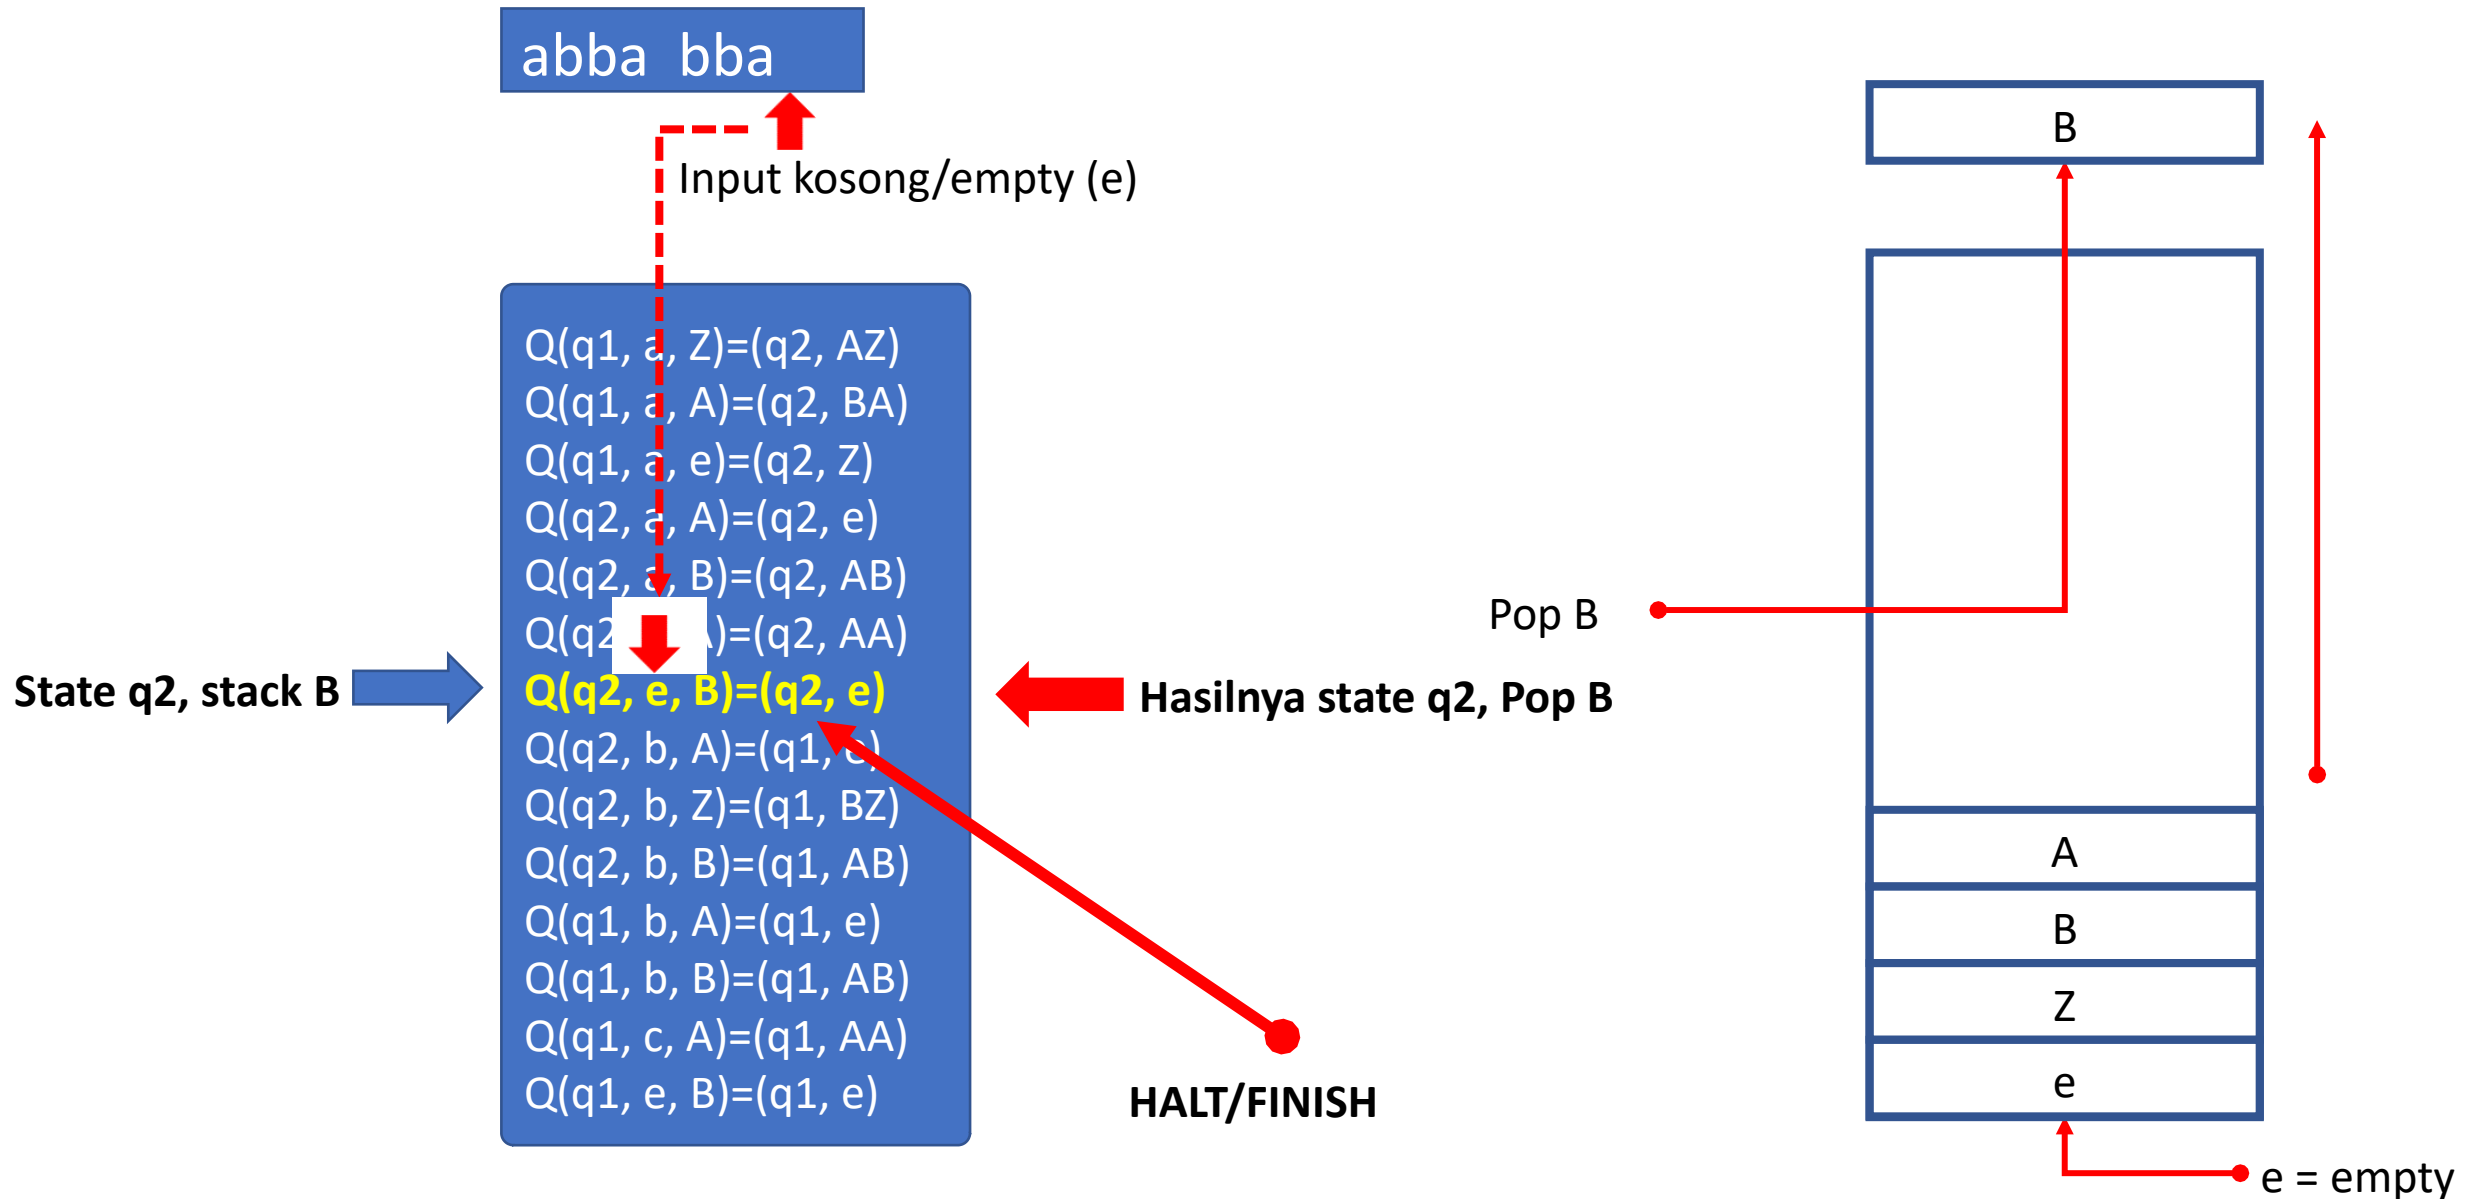 abba bba
Input kosong/empty (e)
Q(q1, a, Z)=(q2, AZ)
Q(q1, a, A)=(q2, BA)
Q(q1, a, e)=(q2, Z)
Q(q2, a, A)=(q2, e)
Q(q2, a, B)=(q2, AB)
Q(q2 )=(q2, AA)
Q(q2, e, B)=(q2, e)
Q(q2, b, A)=(q1, e)
Q(q2, b, Z)=(q1, BZ)
Q(q2, b, B)=(q1, AB)
Q(q1, b, A)=(q1, e)
Q(q1, b, B)=(q1, AB)
Q(q1, c, A)=(q1, AA)
Q(q1, e, B)=(q1, e)
State q2, stack B
Hasilnya state q2, Pop B
HALT/FINISH
Pop B
B
A
B
Z
e
e = empty